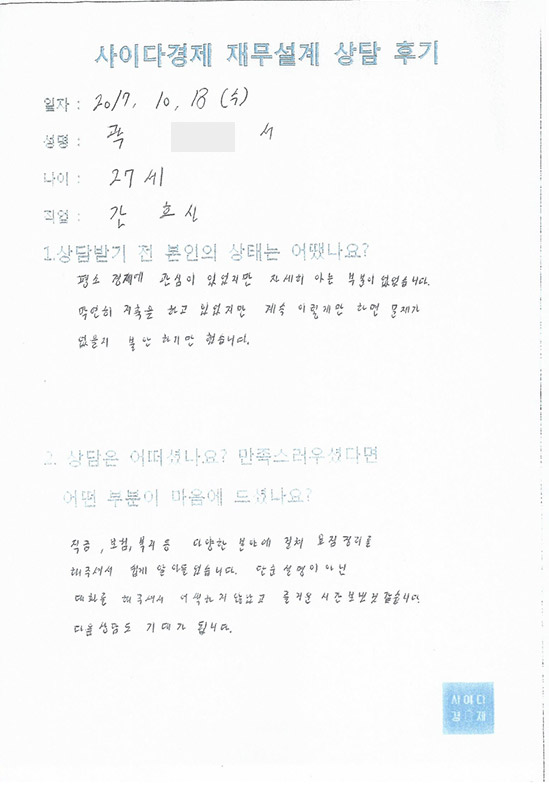 사이다경제 재무설계 상담 후기
일자 : 2017. 10. 18 (수)
성명 : 곽 서
나이 : 27세
직업 : 간호사
1.상담받기 전 본인의 상태는 어땠나요?
평소 경제에 관심이 있었지만 자세히 아는 부분이 없었습니다.
막연히 저축을 하고 있었지만 계속 이렇게만 하면 문제가
없을지 불안하기만 했습니다.
2. 상담은 어떠셨나요? 만족스러우셨다면
어떤 부분이 마음에 드셨나요?
적금, 보험, 복리 등 다양한 분야에 걸쳐 요점정리를
해주셔서 쉽게 알아들었습니다. 단순 설명이 아닌
대화를 해주셔서 어색하지 않았고 즐거운 시간 보낸것 같습니다.
다음 상담도 기대가 됩니다.
사이다
경제